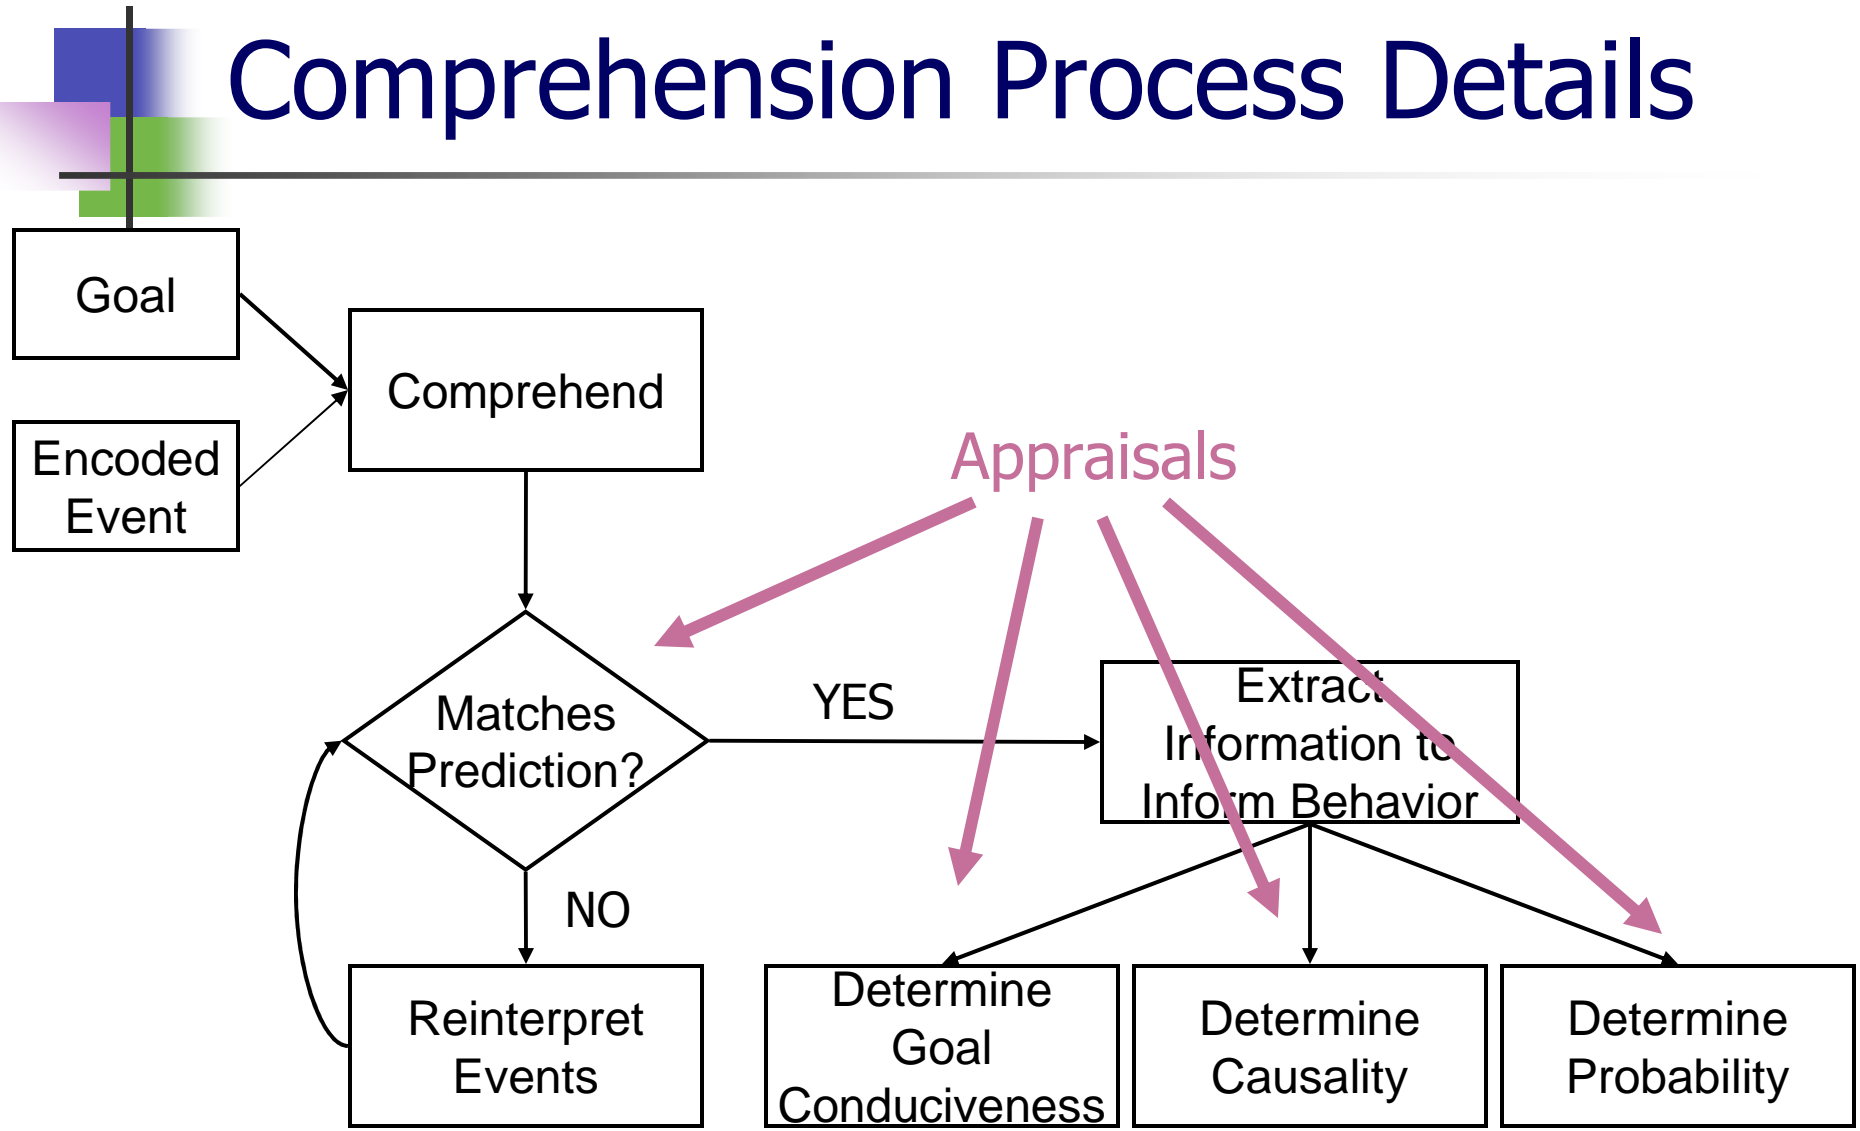 Comprehension Process Details
Goal
Comprehend
Encoded
Event
Appraisals
Matches
Prediction?
YES
Extract
Information to
Inform Behavior
NO
Reinterpret
Events
Determine
Goal
Conduciveness
Determine
Causality
Determine
Probability